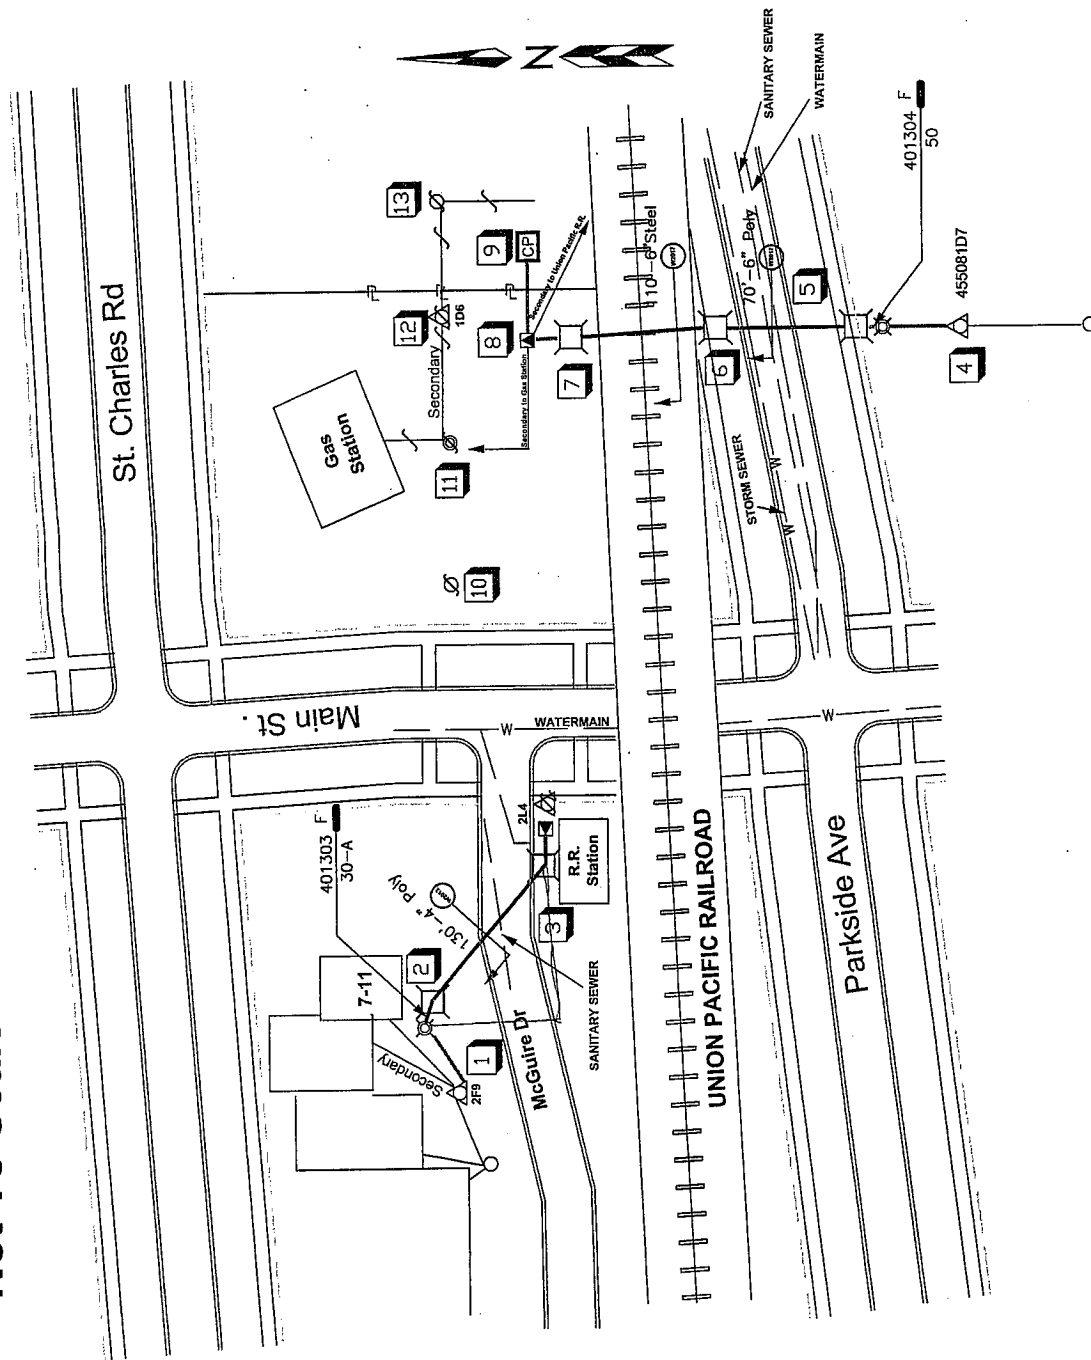 St. Charles Rd
Main St.
N
401303
30-A
F
7-11
Secondary
2
1
2F9
130'-4" Poly
McGuire Dr
SANITARY SEWER
3
R.R.
Station
2L4
W
WATERMAIN
UNION PACIFIC RAILROAD
Gas
Station
10
11
Secondary
12
1D6
13
9
CP
8
Secondary to Gas Station
Secondary to Union Pacific R.R.
7
6
5
4
455081D7
401304
50
F
70'-6" Poly
STORM SEWER
W
W
SANITARY SEWER
WATERMAIN
W
Parkside Ave